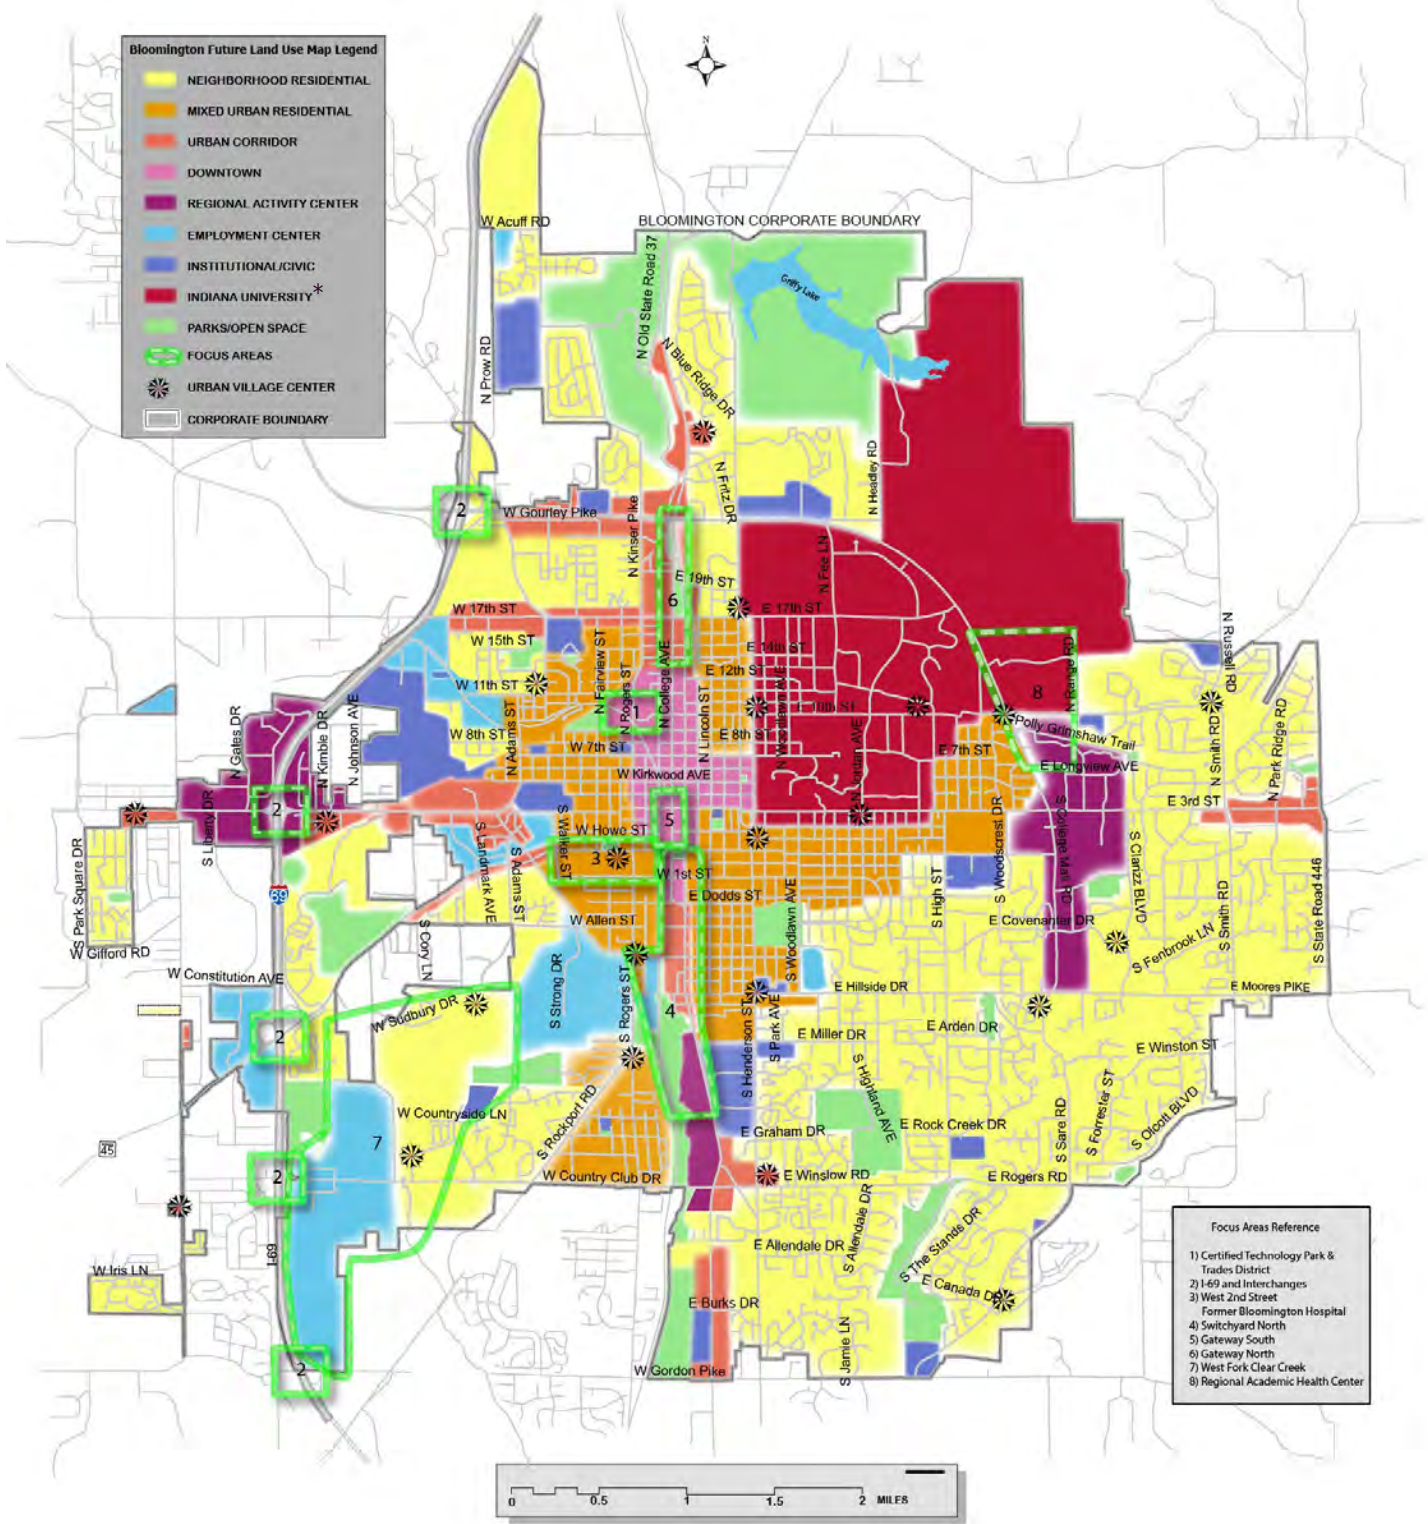 Bloomington Future Land Use Map Legend
NEIGHBORHOOD RESIDENTIAL
MIXED URBAN RESIDENTIAL
URBAN CORRIDOR
DOWNTOWN
REGIONAL ACTIVITY CENTER
EMPLOYMENT CENTER
INSTITUTIONAL/CIVIC
INDIANA UNIVERSITY*
PARKS/OPEN SPACE
FOCUS AREAS
URBAN VILLAGE CENTER
CORPORATE BOUNDARY
N
W Acuff RD
BLOOMINGTON CORPORATE BOUNDARY
N Old State Road 37
Griffy Lake
N Prow RD
N Blue Ridge DR
N Headley RD
N Fritz DR
2
W Gourley Pike
N Kinser Pike
N Fee LN
E 19th ST
6
W 17th ST
E 17th ST
W 15th ST
E 14th ST
N Fairview ST
N Rogers ST
N College AVE
E 12th ST
N Range RD
N Russell RD
W 11th ST
1
E 10th ST
8
N Lincoln ST
N Woodlawn AVE
Polly Grimshaw Trail
N Smith RD
N Park Ridge RD
N Gates DR
N Kimble DR
N Johnson AVE
W 8th ST
N Adams ST
W 7th ST
E 8th ST
E 7th ST
N Jordan AVE
W Kirkwood AVE
E Longview AVE
2
E 3rd ST
S Liberty DR
S Landmark AVE
S Adams ST
S Walker ST
W Howe ST
5
S Woodscrest DR
S College Mall RD
S Clarizz BLVD
3
W 1st ST
S Park Square DR
69
E Dodds ST
S High ST
S Smith RD
State Road 446
W Allen ST
S Woodlawn AVE
E Covenanter DR
S Fenbrook LN
W Gifford RD
S Cory LN
W Constitution AVE
S Strong DR
S Rogers ST
E Hillside DR
E Moores PIKE
W Sudbury DR
4
S Henderson ST
S Park AVE
E Miller DR
E Arden DR
2
E Winston ST
S Highland AVE
W Countryside LN
S Rockport RD
E Graham DR
E Rock Creek DR
S Sare RD
S Forrester ST
S Olcott BLVD
7
45
2
W Country Club DR
E Winslow RD
E Rogers RD
I-69
E Allendale DR
S Allendale DR
S The Stands DR
W Iris LN
E Canada DR
E Burks DR
S Jamie LN
2
W Gordon Pike
Focus Areas Reference
1) Certified Technology Park &
Trades District
2) I-69 and Interchanges
3) West 2nd Street
Former Bloomington Hospital
4) Switchyard North
5) Gateway South
6) Gateway North
7) West Fork Clear Creek
8) Regional Academic Health Center
0 0.5 1 1.5 2 MILES